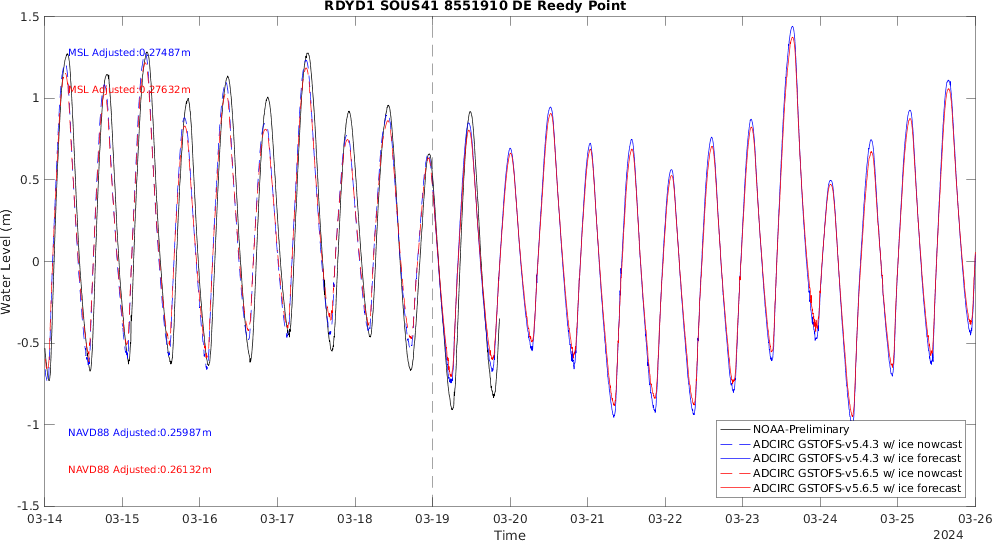 RDYD1 SOUS41 8551910 DE Reedy Point
1.5
1
0.5
0
-0.5
-1
-1.5
Water Level (m)
MSL Adjusted:0.27487m
MSL Adjusted:0.27632m
NAVD88 Adjusted:0.25987m
NAVD88 Adjusted:0.26132m
NOAA-Preliminary
ADCIRC GSTOFS-v5.4.3 w/ ice nowcast
ADCIRC GSTOFS-v5.4.3 w/ ice forecast
ADCIRC GSTOFS-v5.6.5 w/ ice nowcast
ADCIRC GSTOFS-v5.6.5 w/ ice forecast
03-14 03-15 03-16 03-17 03-18 03-19 03-20 03-21 03-22 03-23 03-24 03-25 03-26
Time
2024